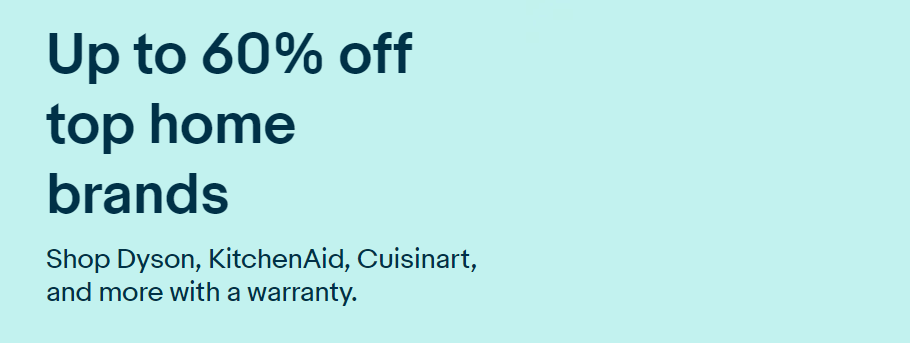 Up to 60% off
top home
brands
Shop Dyson, KitchenAid, Cuisinart,
and more with a warranty.